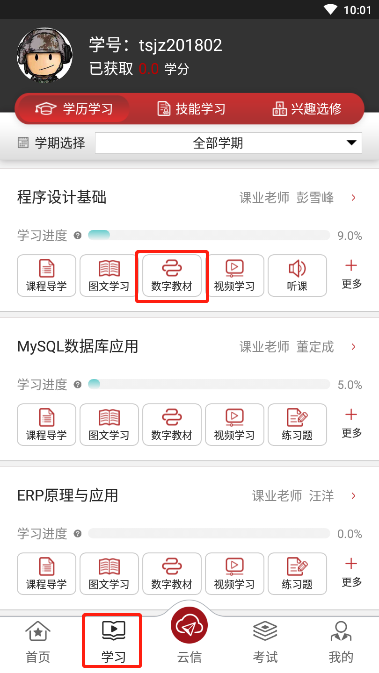 10:01
学号：tsjz201802
已获取 0.0 学分
学历学习 技能学习 兴趣选修
学期选择 全部学期
程序设计基础 课业老师 彭雪峰
学习进度 9.0%
课程导学 图文学习 数字教材 视频学习 听课 更多
MySQL数据库应用 课业老师 董定成
学习进度 5.0%
课程导学 图文学习 数字教材 视频学习 练习题 更多
ERP原理与应用 课业老师 汪洋
学习进度 0.0%
课程导学 图文学习 数字教材 视频学习 练习题 更多
首页 学习 云信 考试 我的